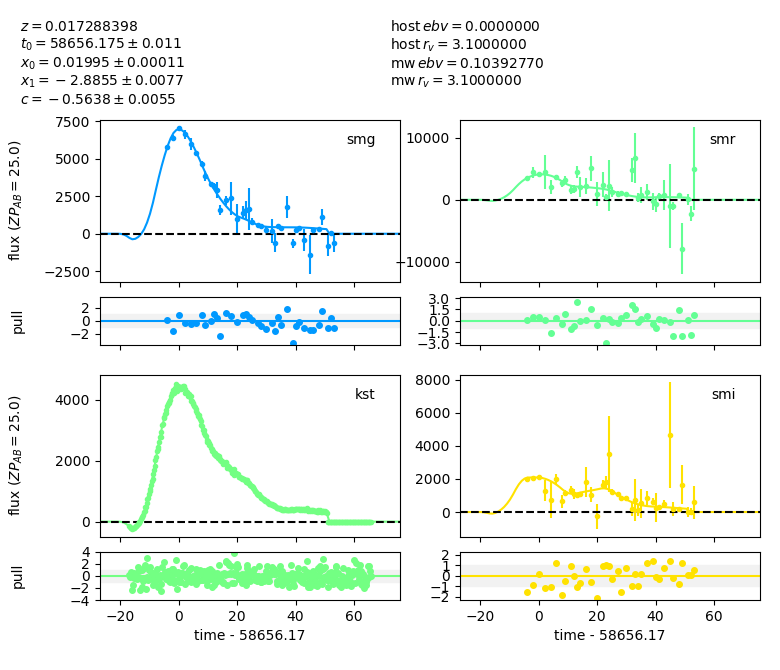 z = 0.017288398
t₀ = 58656.175 ± 0.011
x₀ = 0.01995 ± 0.00011
x₁ = −2.8855 ± 0.0077
c = −0.5638 ± 0.0055
host ebv = 0.0000000
host rᵥ = 3.1000000
mw ebv = 0.10392770
mw rᵥ = 3.1000000
smg
7500
5000
2500
0
−2500
flux (ZP_AB = 25.0)
smr
10000
0
−10000
2
0
−2
pull
3.0
1.5
0.0
−1.5
−3.0
kst
4000
2000
0
flux (ZP_AB = 25.0)
smi
8000
6000
4000
2000
0
4
2
0
−2
−4
pull
−20 0 20 40 60
time - 58656.17
2
1
0
−1
−2
−20 0 20 40 60
time - 58656.17